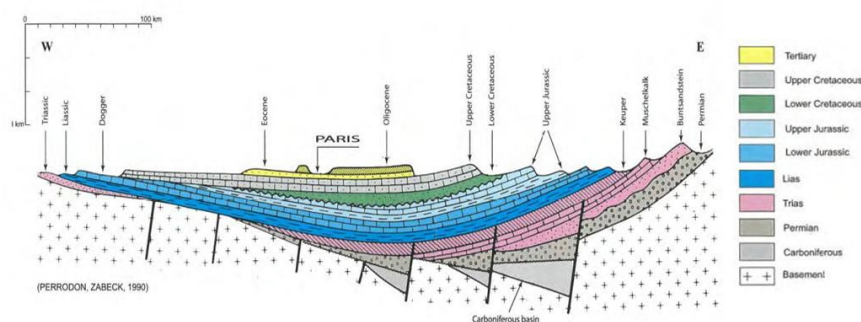 0
100 km
W
E
1 km
Triassic
Liassic
Dogger
Eocene
PARIS
Oligocene
Upper Cretaceous
Lower Cretaceous
Upper Jurassic
Keuper
Muschelkalk
Buntsandstein
Permian
Tertiary
Upper Cretaceous
Lower Cretaceous
Upper Jurassic
Lower Jurassic
Lias
Trias
Permian
Carboniferous
Basement
(PERRODON, ZABECK, 1990)
Carboniferous basin